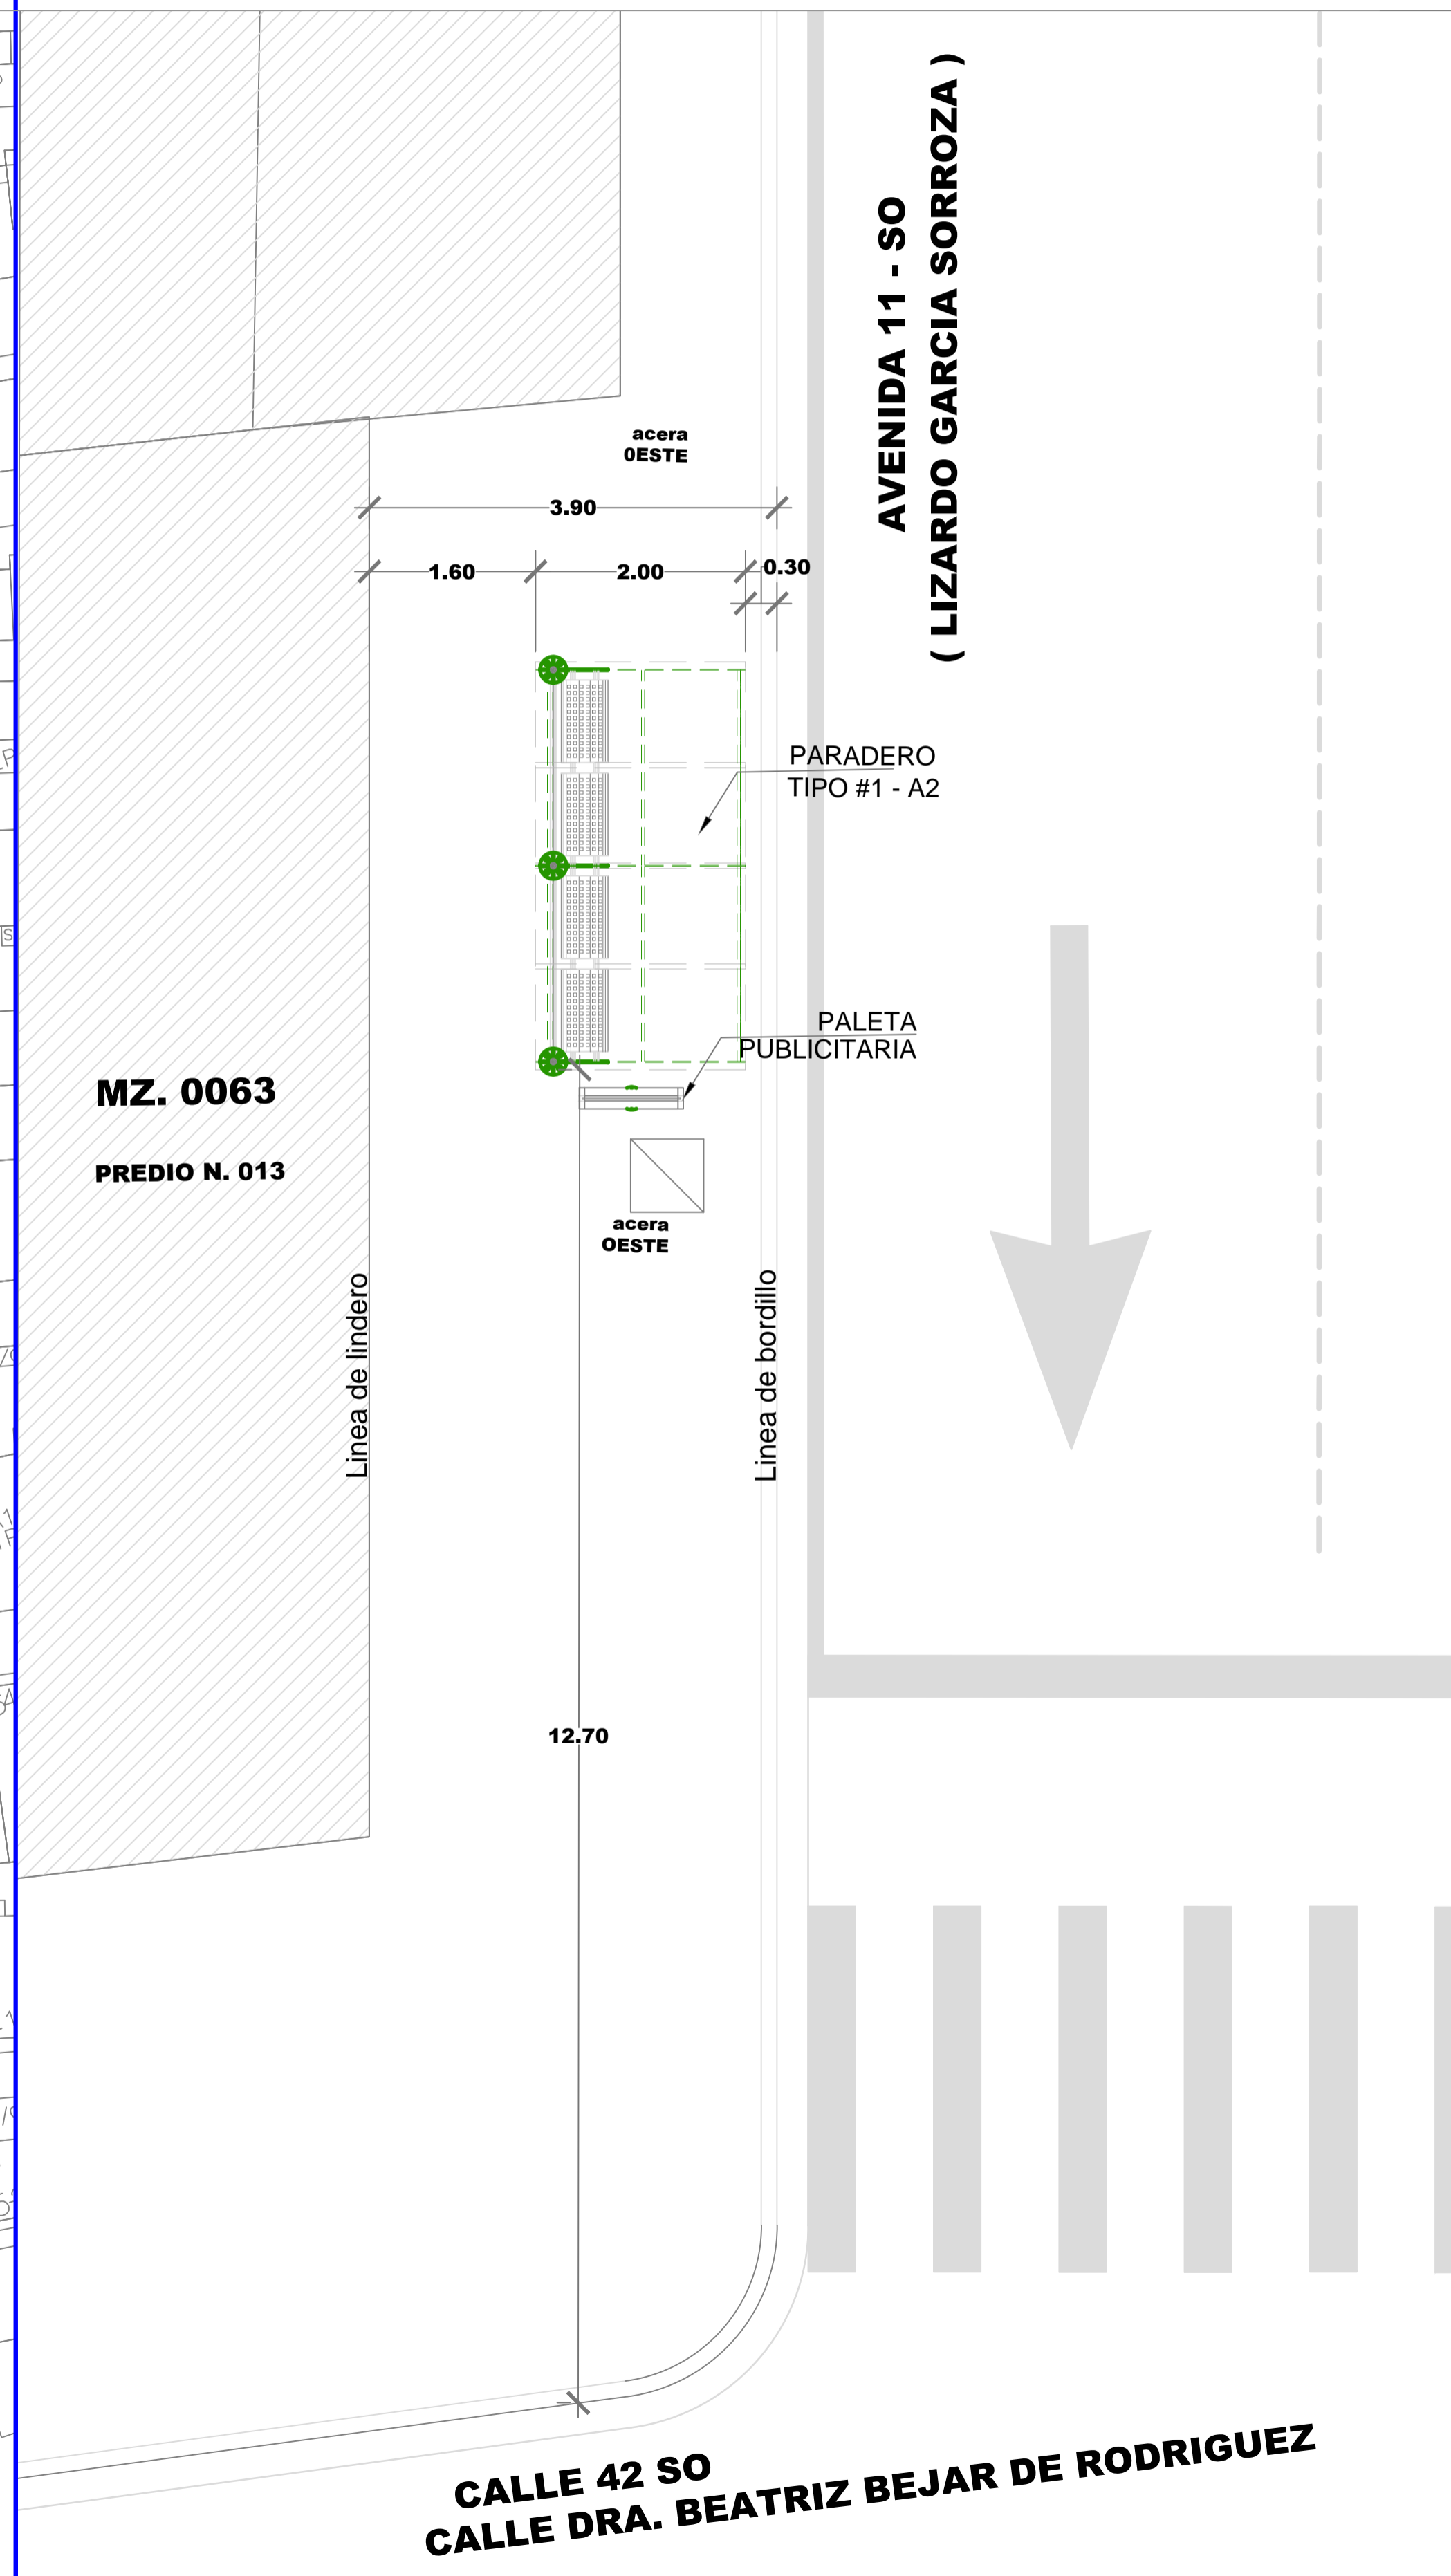 AVENIDA 11 - SO
( LIZARDO GARCIA SORROZA )
acera
0ESTE
3.90
1.60
2.00
0.30
PARADERO
TIPO #1 - A2
PALETA
PUBLICITARIA
MZ. 0063
PREDIO N. 013
acera
OESTE
Linea de lindero
Linea de bordillo
12.70
CALLE 42 SO
CALLE DRA. BEATRIZ BEJAR DE RODRIGUEZ